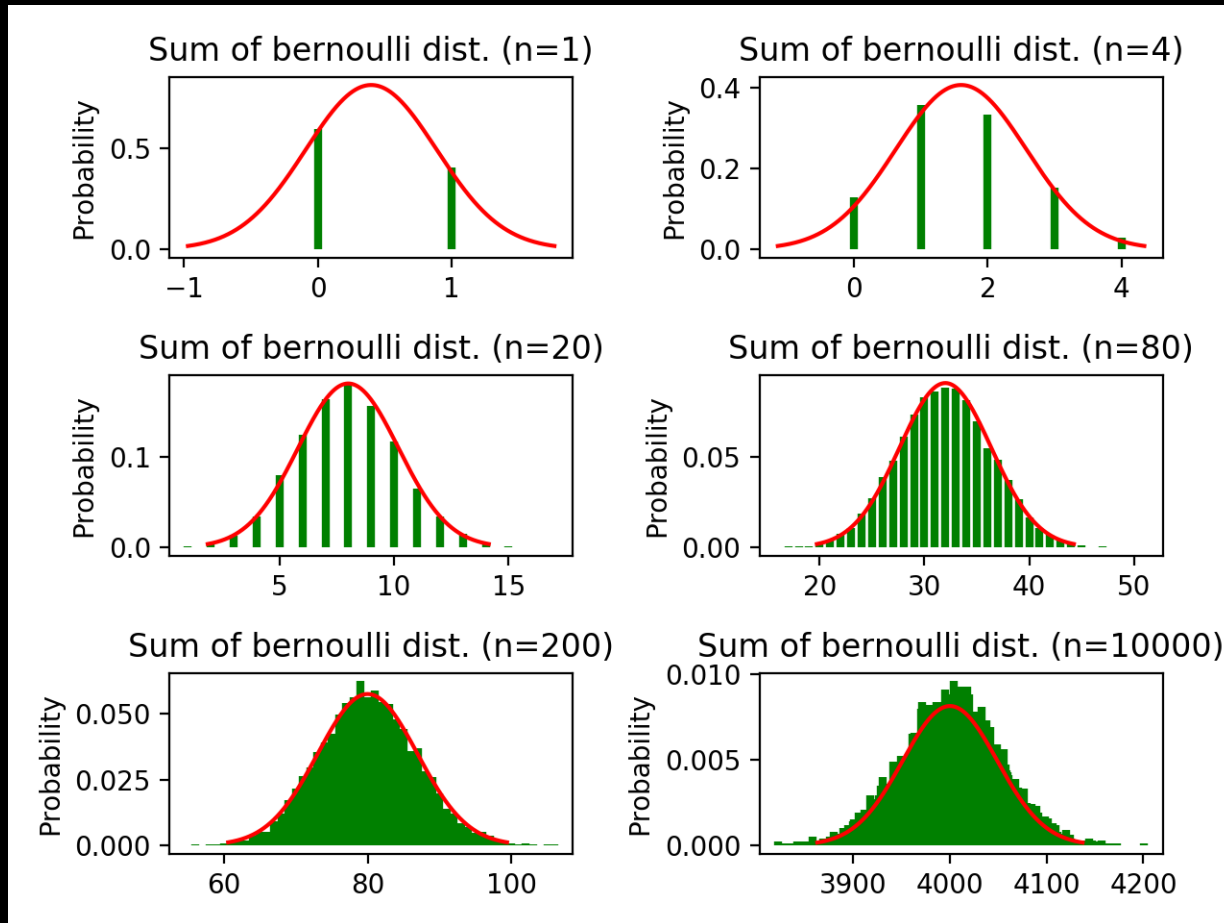 Sum of bernoulli dist. (n=1)
Probability
0.5
0.0
−1 0 1
Sum of bernoulli dist. (n=4)
Probability
0.4
0.2
0.0
0 2 4
Sum of bernoulli dist. (n=20)
Probability
0.1
0.0
5 10 15
Sum of bernoulli dist. (n=80)
Probability
0.05
0.00
20 30 40 50
Sum of bernoulli dist. (n=200)
Probability
0.050
0.025
0.000
60 80 100
Sum of bernoulli dist. (n=10000)
Probability
0.010
0.005
0.000
3900 4000 4100 4200